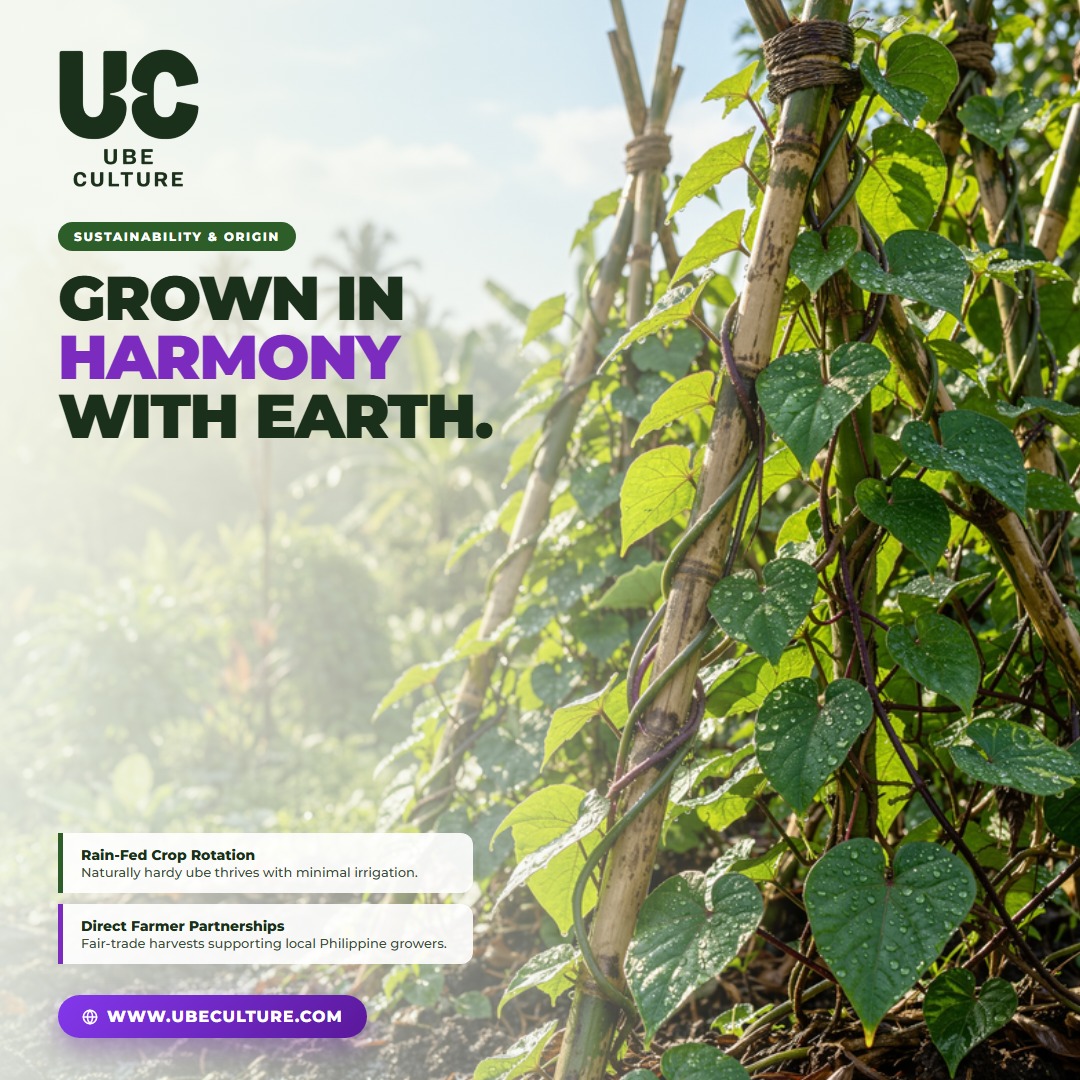 UC
UBE
CULTURE
SUSTAINABILITY & ORIGIN
GROWN IN
HARMONY
WITH EARTH.
Rain-Fed Crop Rotation
Naturally hardy ube thrives with minimal irrigation.
Direct Farmer Partnerships
Fair-trade harvests supporting local Philippine growers.
WWW.UBECULTURE.COM